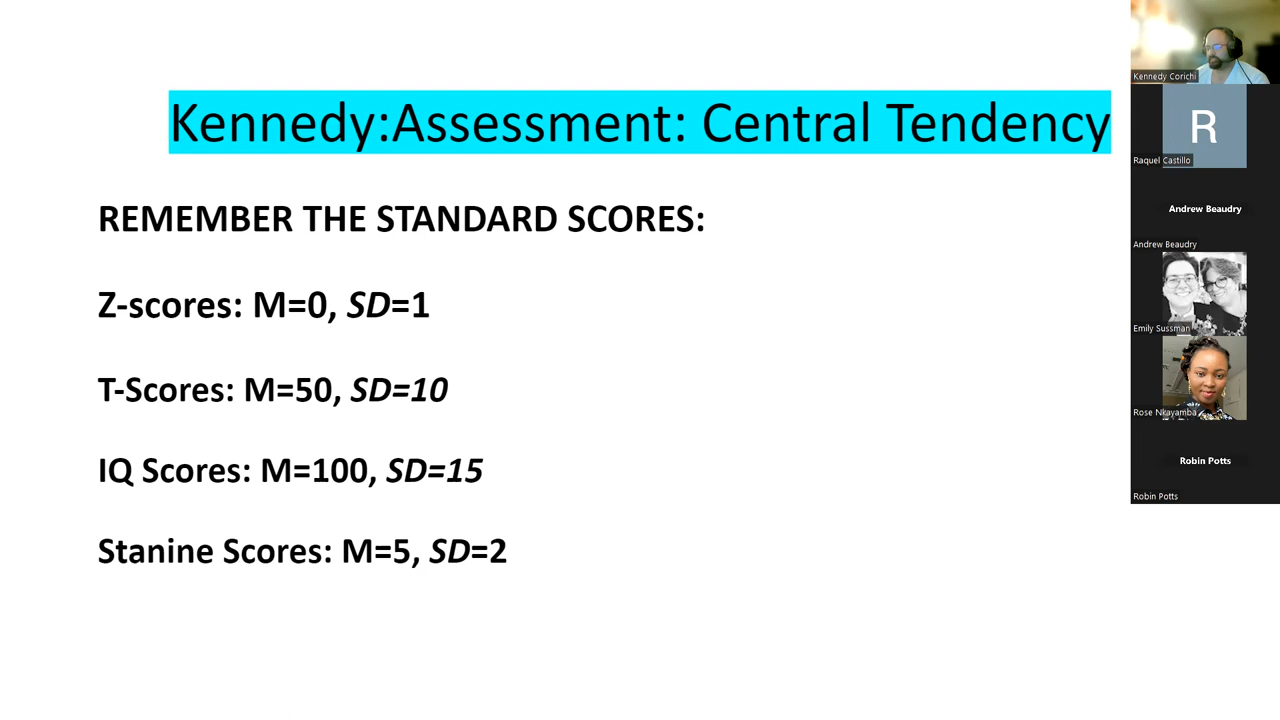 Kennedy:Assessment: Central Tendency
REMEMBER THE STANDARD SCORES:
Z-scores: M=0, SD=1
T-Scores: M=50, SD=10
IQ Scores: M=100, SD=15
Stanine Scores: M=5, SD=2
Kennedy Corichi
R
Raquel Castillo
Andrew Beaudry
Andrew Beaudry
Emily Sussman
Rose Nkayamba
Robin Potts
Robin Potts